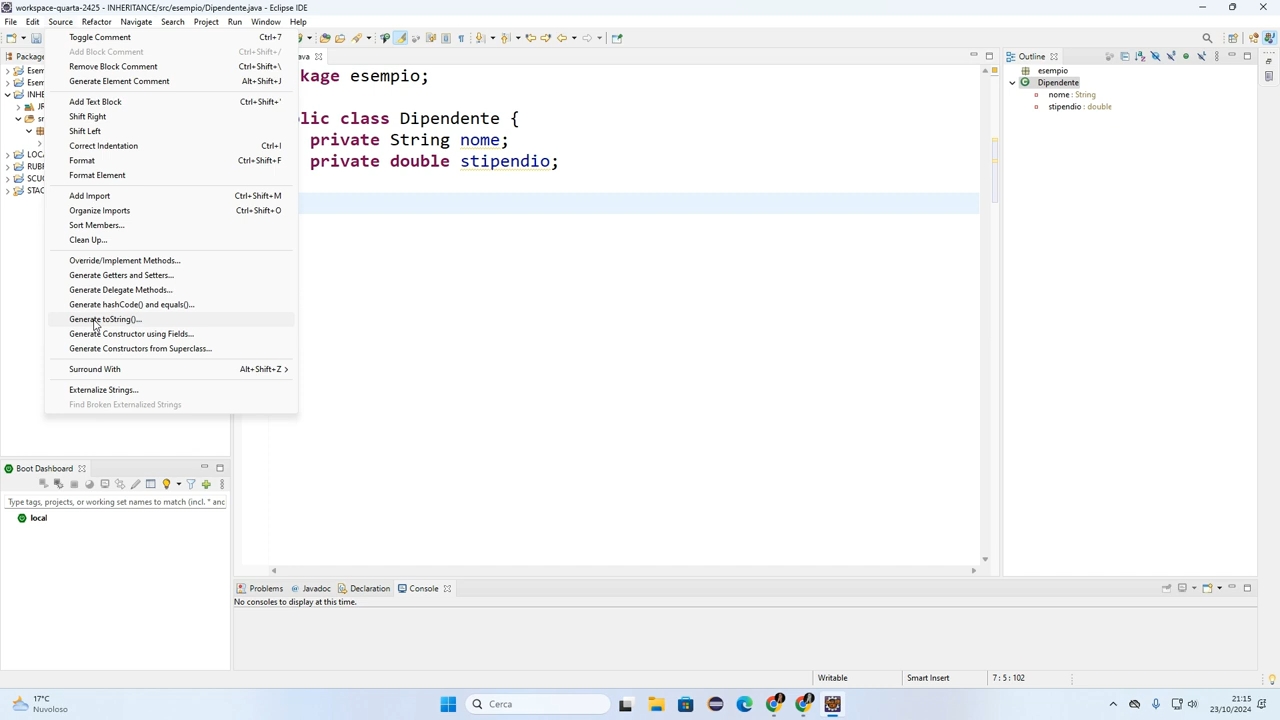 workspace-quarta-2425 - INHERITANCE/src/esempio/Dipendente.java - Eclipse IDE
File Edit Source Refactor Navigate Search Project Run Window Help
Toggle Comment Ctrl+7
Add Block Comment Ctrl+Shift+/
Remove Block Comment Ctrl+Shift+\
Generate Element Comment Alt+Shift+J
Add Text Block Ctrl+Shift+'
Shift Right
Shift Left
Correct Indentation Ctrl+I
Format Ctrl+Shift+F
Format Element
Add Import Ctrl+Shift+M
Organize Imports Ctrl+Shift+O
Sort Members...
Clean Up...
Override/Implement Methods...
Generate Getters and Setters...
Generate Delegate Methods...
Generate hashCode() and equals()...
Generate toString()...
Generate Constructor using Fields...
Generate Constructors from Superclass...
Surround With Alt+Shift+Z
Externalize Strings...
Find Broken Externalized Strings
Packag
Esem
Esem
INHE
JR
sr
LOCA
RUBR
SCUC
STAC
ava
kage esempio;
lic class Dipendente {
private String nome;
private double stipendio;
Outline
esempio
Dipendente
nome : String
stipendio : double
Boot Dashboard
Type tags, projects, or working set names to match (incl. * anc
local
Problems Javadoc Declaration Console
No consoles to display at this time.
Writable Smart Insert 7 : 5 : 102
17°C
Nuvoloso
Cerca
21:15
23/10/2024